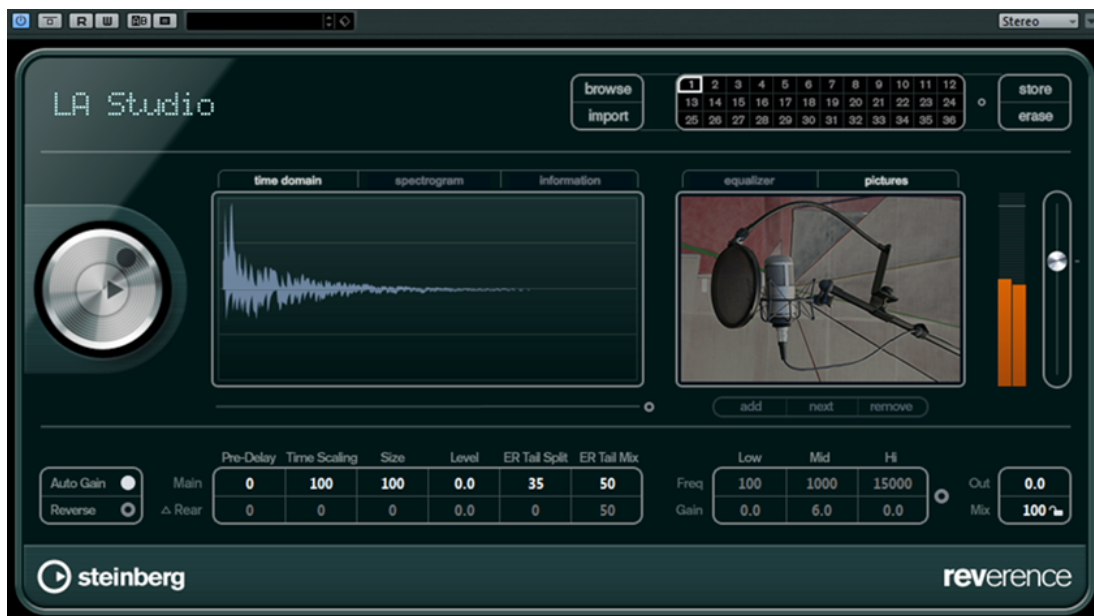 R W A B Stereo
LA Studio
browse
import
1 2 3 4 5 6 7 8 9 10 11 12
13 14 15 16 17 18 19 20 21 22 23 24
25 26 27 28 29 30 31 32 33 34 35 36
store
erase
time domain spectrogram information
equalizer pictures
add next remove
Pre-Delay Time Scaling Size Level ER Tail Split ER Tail Mix
Low Mid Hi
Auto Gain Main 0 100 100 0.0 35 50 Freq 100 1000 15000 Out 0.0
Reverse △ Rear 0 0 0 0.0 0 50 Gain 0.0 6.0 0.0 Mix 100
steinberg
reverence